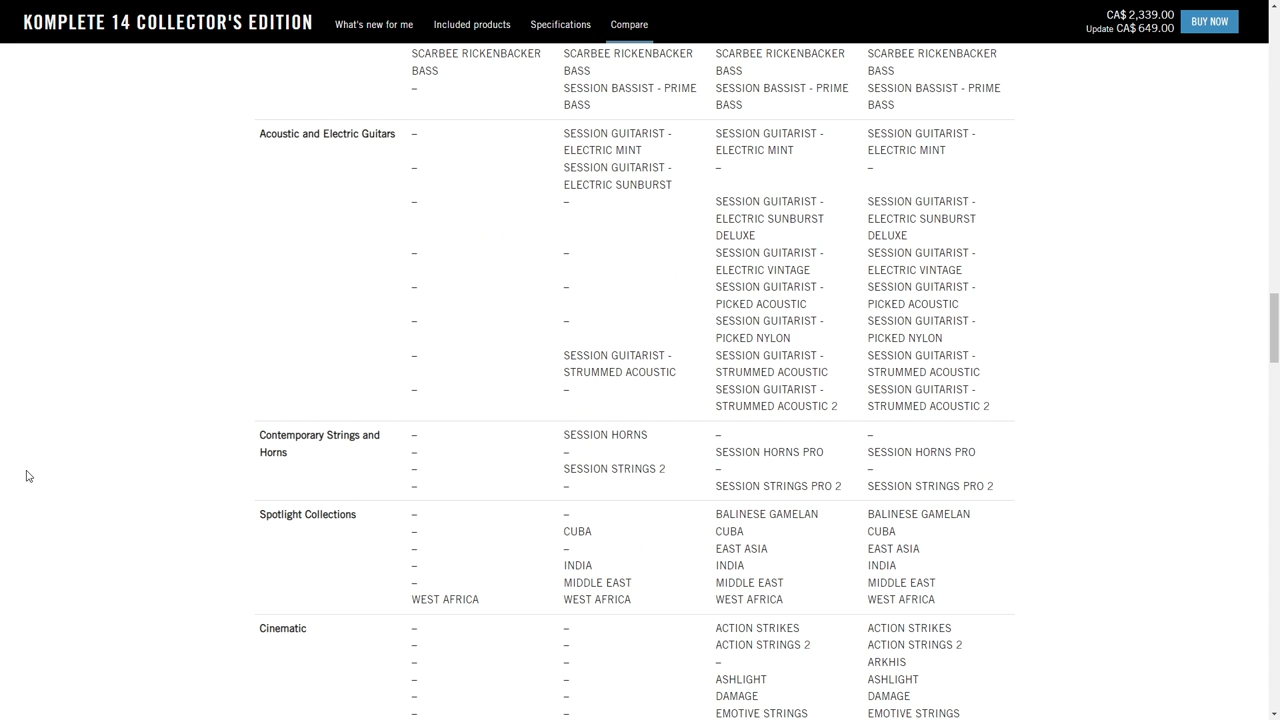 KOMPLETE 14 COLLECTOR'S EDITION What's new for me Included products Specifications Compare CA$ 2,339.00 BUY NOW
Update CA$ 649.00
SCARBEE RICKENBACKER SCARBEE RICKENBACKER SCARBEE RICKENBACKER SCARBEE RICKENBACKER
BASS BASS BASS BASS
– SESSION BASSIST - PRIME SESSION BASSIST - PRIME SESSION BASSIST - PRIME
BASS BASS BASS
Acoustic and Electric Guitars – SESSION GUITARIST - SESSION GUITARIST - SESSION GUITARIST -
ELECTRIC MINT ELECTRIC MINT ELECTRIC MINT
– SESSION GUITARIST - – –
ELECTRIC SUNBURST
– – SESSION GUITARIST - SESSION GUITARIST -
ELECTRIC SUNBURST ELECTRIC SUNBURST
DELUXE DELUXE
– – SESSION GUITARIST - SESSION GUITARIST -
ELECTRIC VINTAGE ELECTRIC VINTAGE
– – SESSION GUITARIST - SESSION GUITARIST -
PICKED ACOUSTIC PICKED ACOUSTIC
– – SESSION GUITARIST - SESSION GUITARIST -
PICKED NYLON PICKED NYLON
– SESSION GUITARIST - SESSION GUITARIST - SESSION GUITARIST -
STRUMMED ACOUSTIC STRUMMED ACOUSTIC STRUMMED ACOUSTIC
– – SESSION GUITARIST - SESSION GUITARIST -
STRUMMED ACOUSTIC 2 STRUMMED ACOUSTIC 2
Contemporary Strings and – SESSION HORNS – –
Horns – – SESSION HORNS PRO SESSION HORNS PRO
– SESSION STRINGS 2 – –
– – SESSION STRINGS PRO 2 SESSION STRINGS PRO 2
Spotlight Collections – – BALINESE GAMELAN BALINESE GAMELAN
– CUBA CUBA CUBA
– – EAST ASIA EAST ASIA
– INDIA INDIA INDIA
– MIDDLE EAST MIDDLE EAST MIDDLE EAST
WEST AFRICA WEST AFRICA WEST AFRICA WEST AFRICA
Cinematic – – ACTION STRIKES ACTION STRIKES
– – ACTION STRINGS 2 ACTION STRINGS 2
– – – ARKHIS
– – ASHLIGHT ASHLIGHT
– – DAMAGE DAMAGE
– – EMOTIVE STRINGS EMOTIVE STRINGS